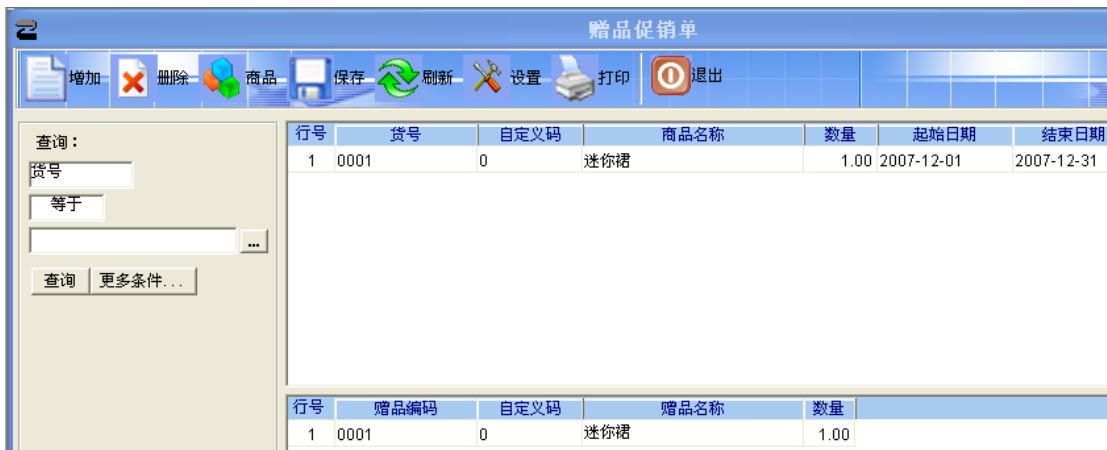 赠品促销单
增加 删除 商品 保存 刷新 设置 打印 退出
查询：
货号
等于
...
查询 更多条件...
行号 货号 自定义码 商品名称 数量 起始日期 结束日期
1 0001 0 迷你裙 1.00 2007-12-01 2007-12-31
行号 赠品编码 自定义码 赠品名称 数量
1 0001 0 迷你裙 1.00